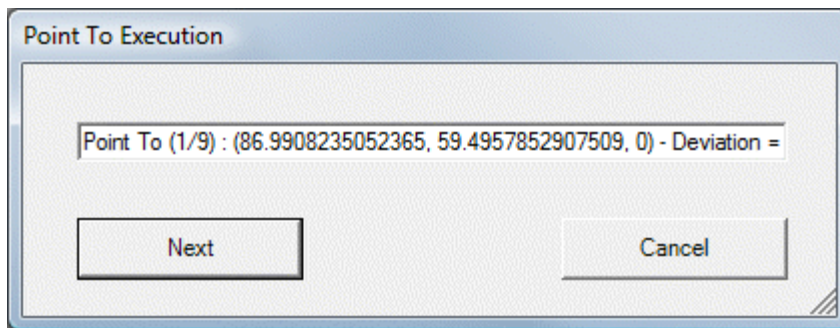 Point To Execution
Point To (1/9) : (86.9908235052365, 59.4957852907509, 0) - Deviation =
Next
Cancel